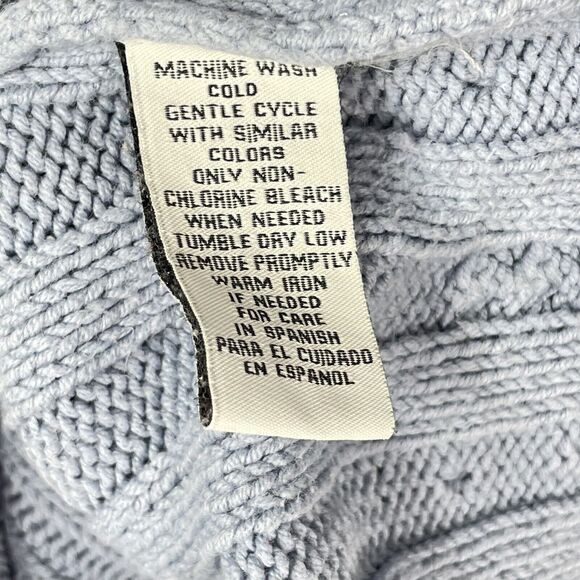 MACHINE WASH
COLD
GENTLE CYCLE
WITH SIMILAR
COLORS
ONLY NON-
CHLORINE BLEACH
WHEN NEEDED
TUMBLE DRY LOW
REMOVE PROMPTLY
WARM IRON
IF NEEDED
FOR CARE
IN SPANISH
PARA EL CUIDADO
EN ESPANOL